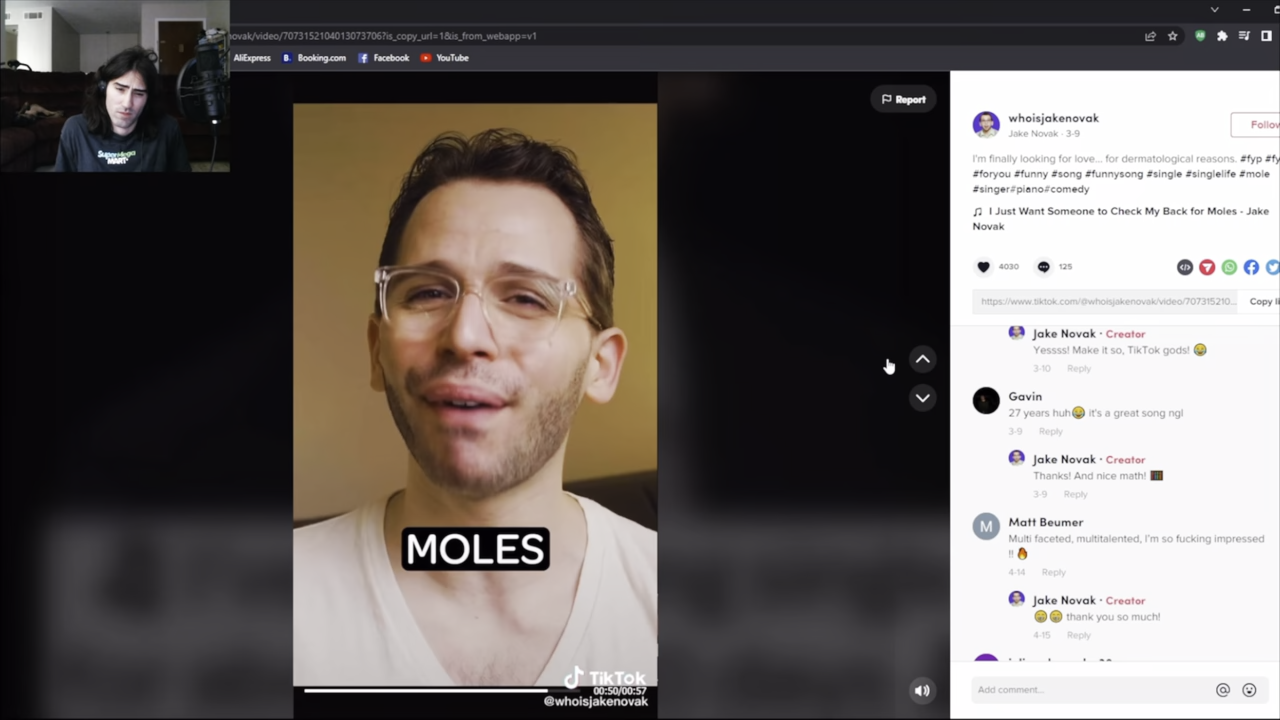 ovak/video/7073152104013073706?is_copy_url=1&is_from_webapp=v1
AliExpress
B.
Booking.com
Facebook
YouTube
MART
Report
whoisjakenovak
Jake Novak · 3-9
Follow
I'm finally looking for love... for dermatological reasons. #fyp #fy
#foryou #funny #song #funnysong #single #singlelife #mole
#singer#piano#comedy
I Just Want Someone to Check My Back for Moles - Jake
Novak
4030
125
https://www.tiktok.com/@whoisjakenovak/video/707315210...
Copy li
Jake Novak · Creator
Yessss! Make it so, TikTok gods!
3-10 Reply
Gavin
27 years huh it's a great song ngl
3-9 Reply
Jake Novak · Creator
Thanks! And nice math!
3-9 Reply
M
Matt Beumer
Multi faceted, multitalented, I'm so fucking impressed
!!
4-14 Reply
Jake Novak · Creator
thank you so much!
4-15 Reply
Add comment...
MOLES
TikTok
00:50/00:57
@whoisjakenovak